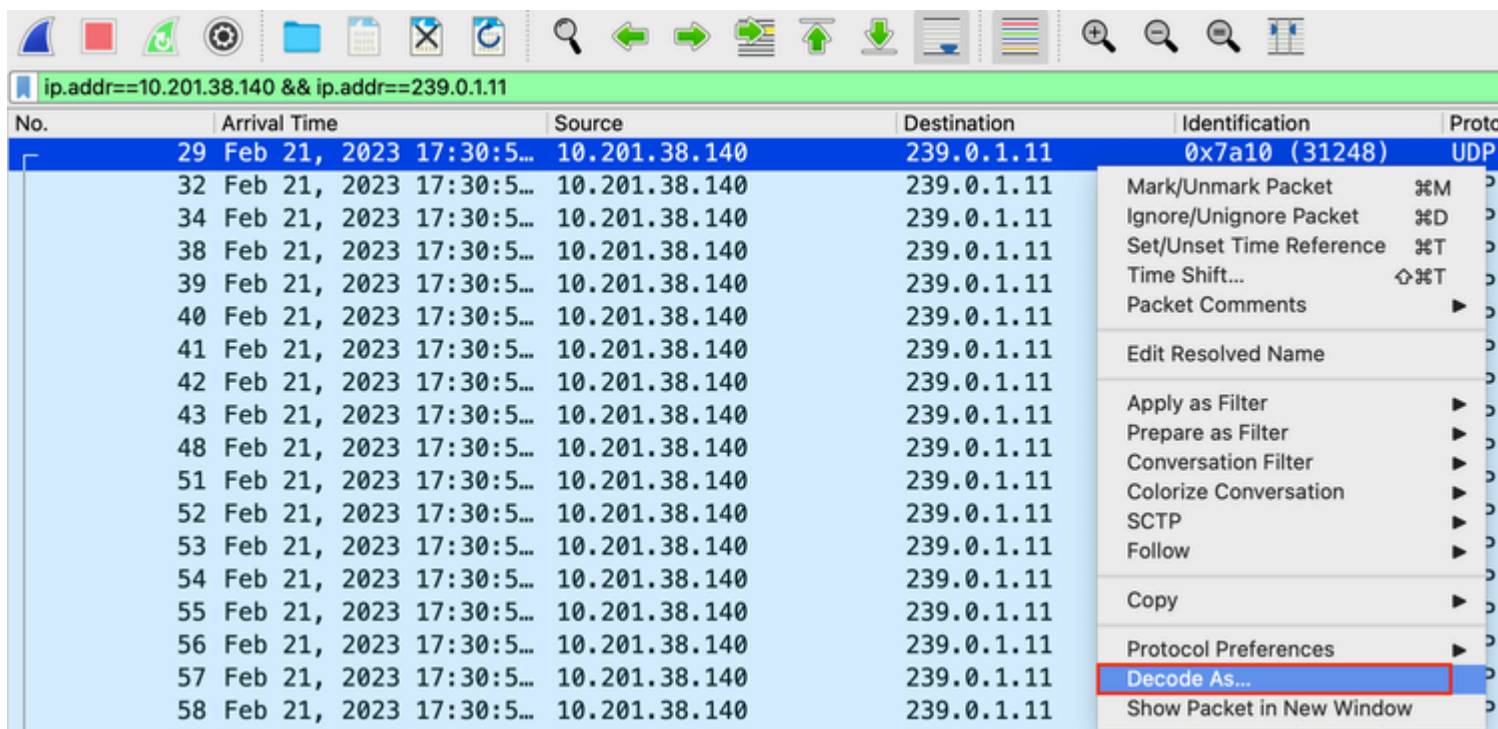 ip.addr==10.201.38.140 && ip.addr==239.0.1.11
No. Arrival Time Source Destination Identification Proto
29 Feb 21, 2023 17:30:5… 10.201.38.140 239.0.1.11 0x7a10 (31248) UDP
32 Feb 21, 2023 17:30:5… 10.201.38.140 239.0.1.11
34 Feb 21, 2023 17:30:5… 10.201.38.140 239.0.1.11
38 Feb 21, 2023 17:30:5… 10.201.38.140 239.0.1.11
39 Feb 21, 2023 17:30:5… 10.201.38.140 239.0.1.11
40 Feb 21, 2023 17:30:5… 10.201.38.140 239.0.1.11
41 Feb 21, 2023 17:30:5… 10.201.38.140 239.0.1.11
42 Feb 21, 2023 17:30:5… 10.201.38.140 239.0.1.11
43 Feb 21, 2023 17:30:5… 10.201.38.140 239.0.1.11
48 Feb 21, 2023 17:30:5… 10.201.38.140 239.0.1.11
51 Feb 21, 2023 17:30:5… 10.201.38.140 239.0.1.11
52 Feb 21, 2023 17:30:5… 10.201.38.140 239.0.1.11
53 Feb 21, 2023 17:30:5… 10.201.38.140 239.0.1.11
54 Feb 21, 2023 17:30:5… 10.201.38.140 239.0.1.11
55 Feb 21, 2023 17:30:5… 10.201.38.140 239.0.1.11
56 Feb 21, 2023 17:30:5… 10.201.38.140 239.0.1.11
57 Feb 21, 2023 17:30:5… 10.201.38.140 239.0.1.11
58 Feb 21, 2023 17:30:5… 10.201.38.140 239.0.1.11
Mark/Unmark Packet ⌘M
Ignore/Unignore Packet ⌘D
Set/Unset Time Reference ⌘T
Time Shift... ⇧⌘T
Packet Comments
Edit Resolved Name
Apply as Filter
Prepare as Filter
Conversation Filter
Colorize Conversation
SCTP
Follow
Copy
Protocol Preferences
Decode As...
Show Packet in New Window